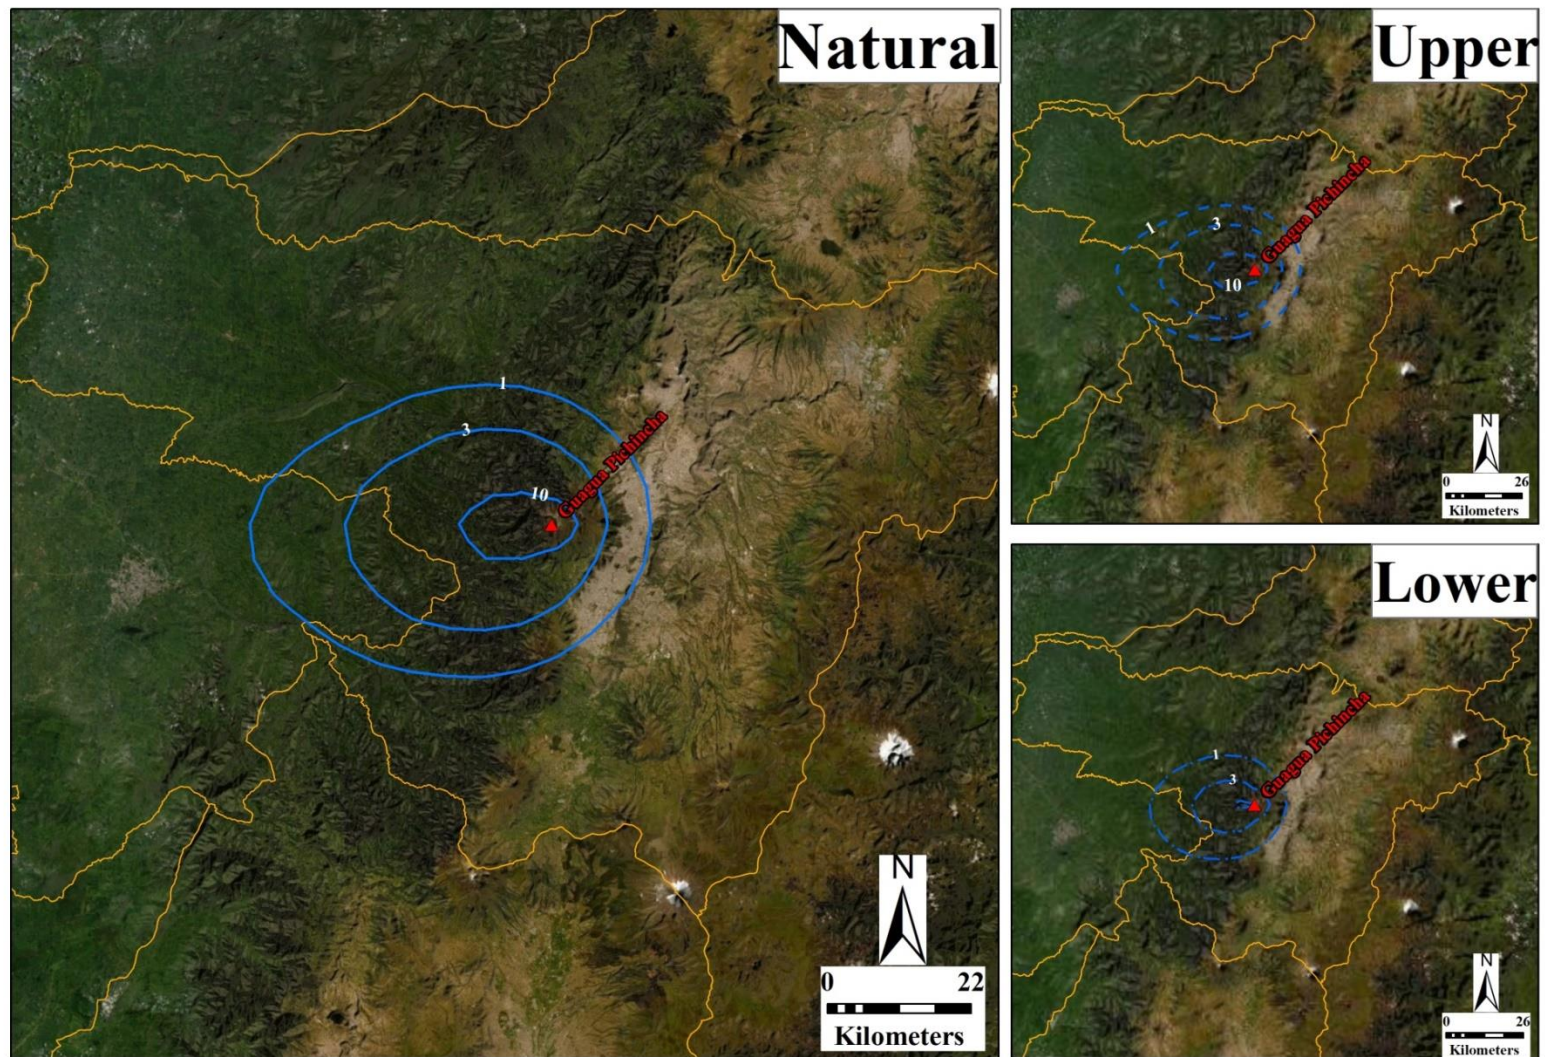 Natural
1
3
10
Guagua Pichincha
N
0 22
Kilometers
Upper
1
3
10
Guagua Pichincha
N
0 26
Kilometers
Lower
1
3
Guagua Pichincha
N
0 26
Kilometers